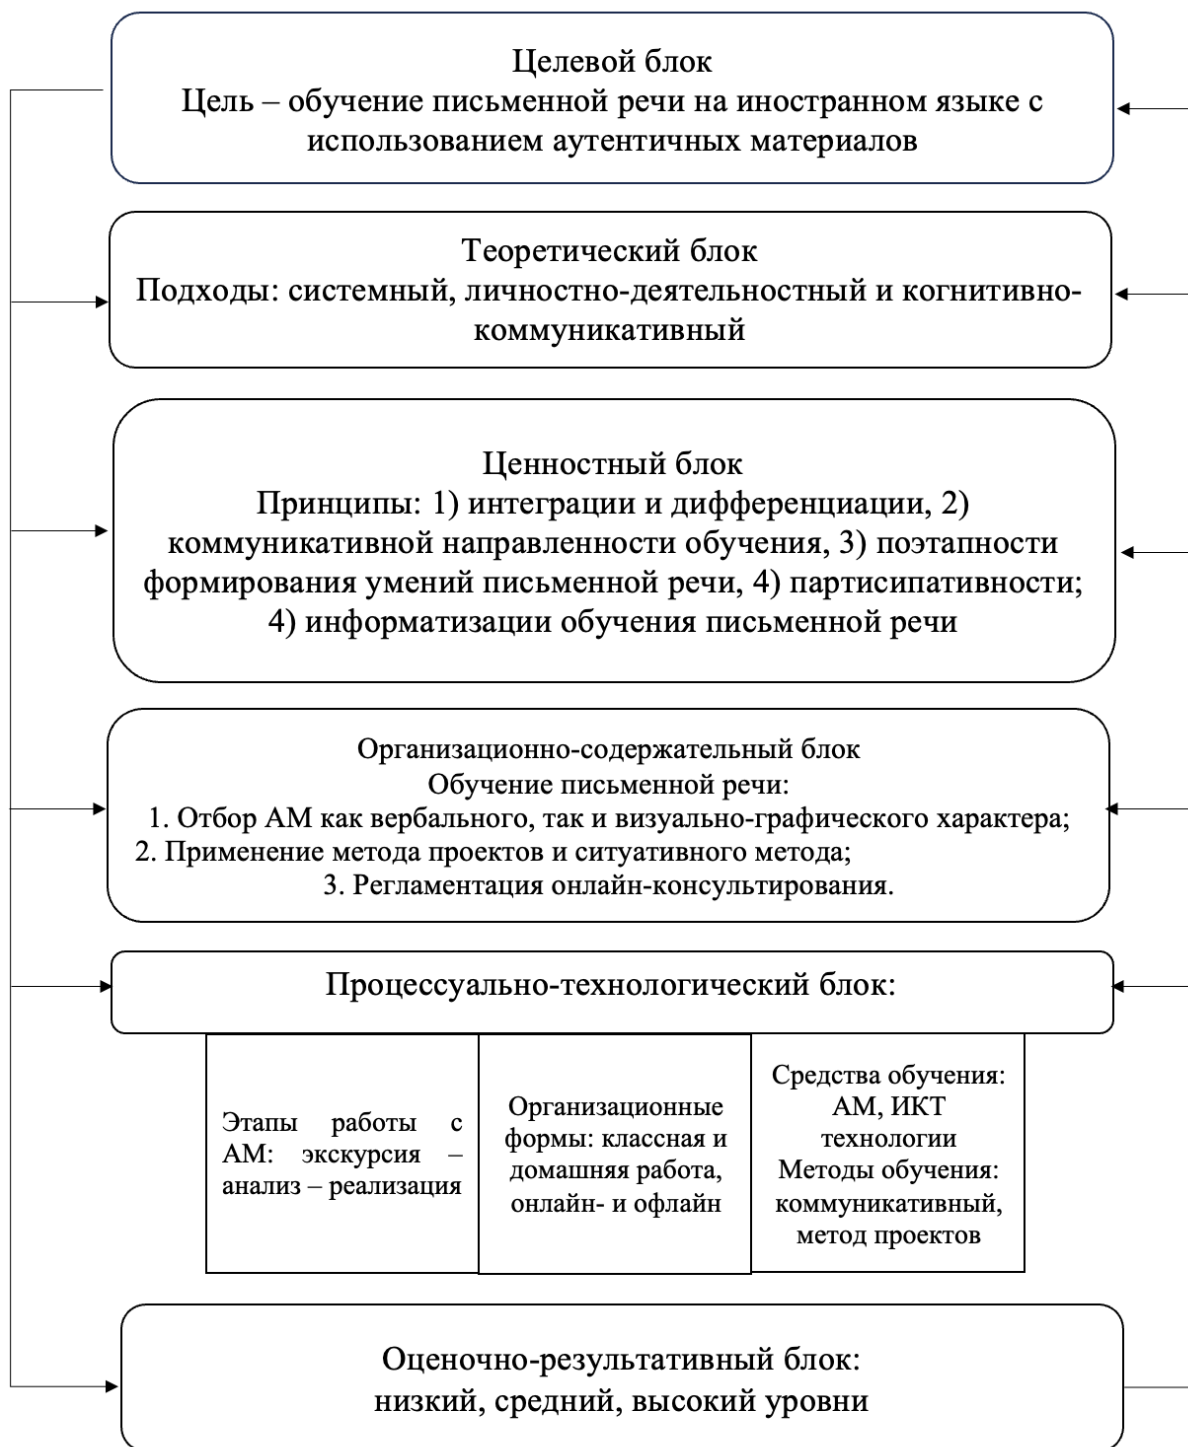 Целевой блок
Цель – обучение письменной речи на иностранном языке с
использованием аутентичных материалов
Теоретический блок
Подходы: системный, личностно-деятельностный и когнитивно-
коммуникативный
Ценностный блок
Принципы: 1) интеграции и дифференциации, 2)
коммуникативной направленности обучения, 3) поэтапности
формирования умений письменной речи, 4) партисипативности;
4) информатизации обучения письменной речи
Организационно-содержательный блок
Обучение письменной речи:
1. Отбор АМ как вербального, так и визуально-графического характера;
2. Применение метода проектов и ситуативного метода;
3. Регламентация онлайн-консультирования.
Процессуально-технологический блок:
Этапы работы с
АМ: экскурсия –
анализ – реализация
Организационные
формы: классная и
домашняя работа,
онлайн- и офлайн
Средства обучения:
АМ, ИКТ
технологии
Методы обучения:
коммуникативный,
метод проектов
Оценочно-результативный блок:
низкий, средний, высокий уровни